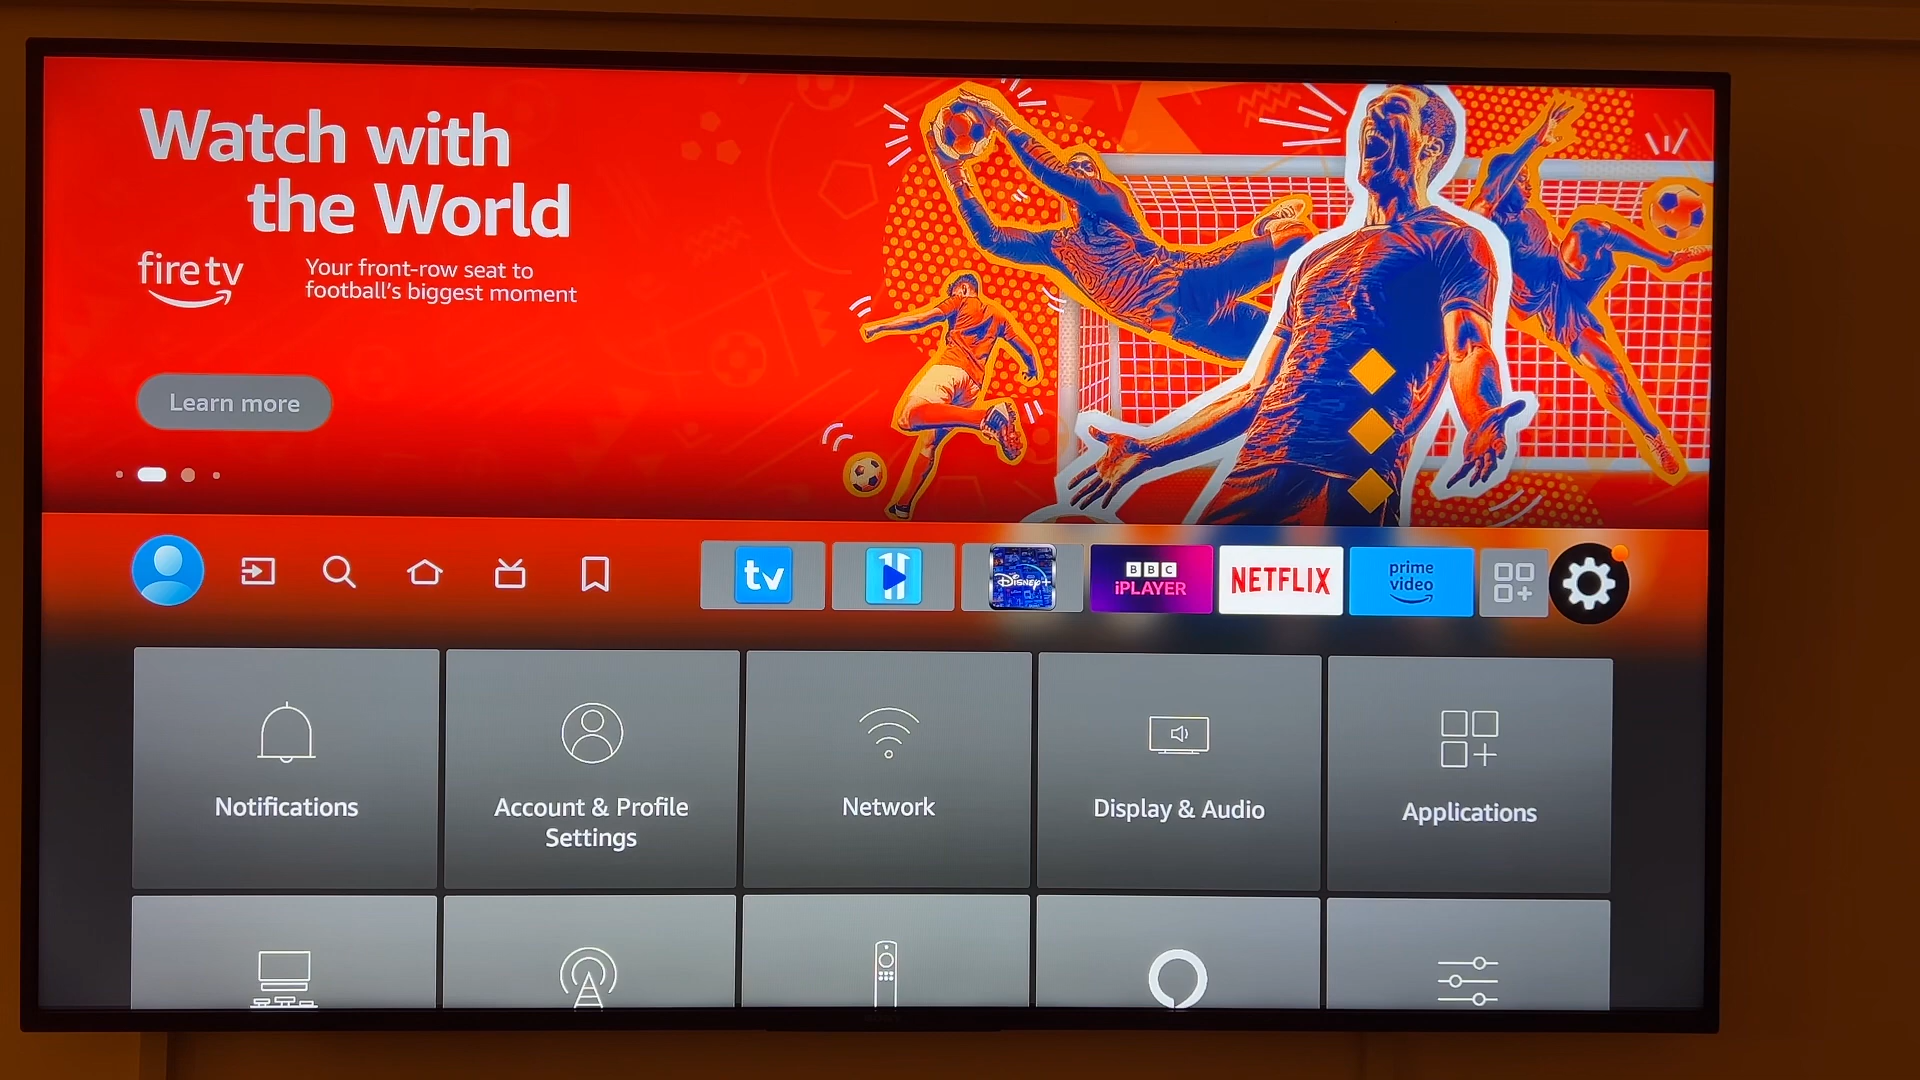 Watch with
the World
fire tv
Your front-row seat to
football's biggest moment
Learn more
tv
Disney+
BBC
iPLAYER
NETFLIX
prime
video
Notifications
Account & Profile
Settings
Network
Display & Audio
Applications